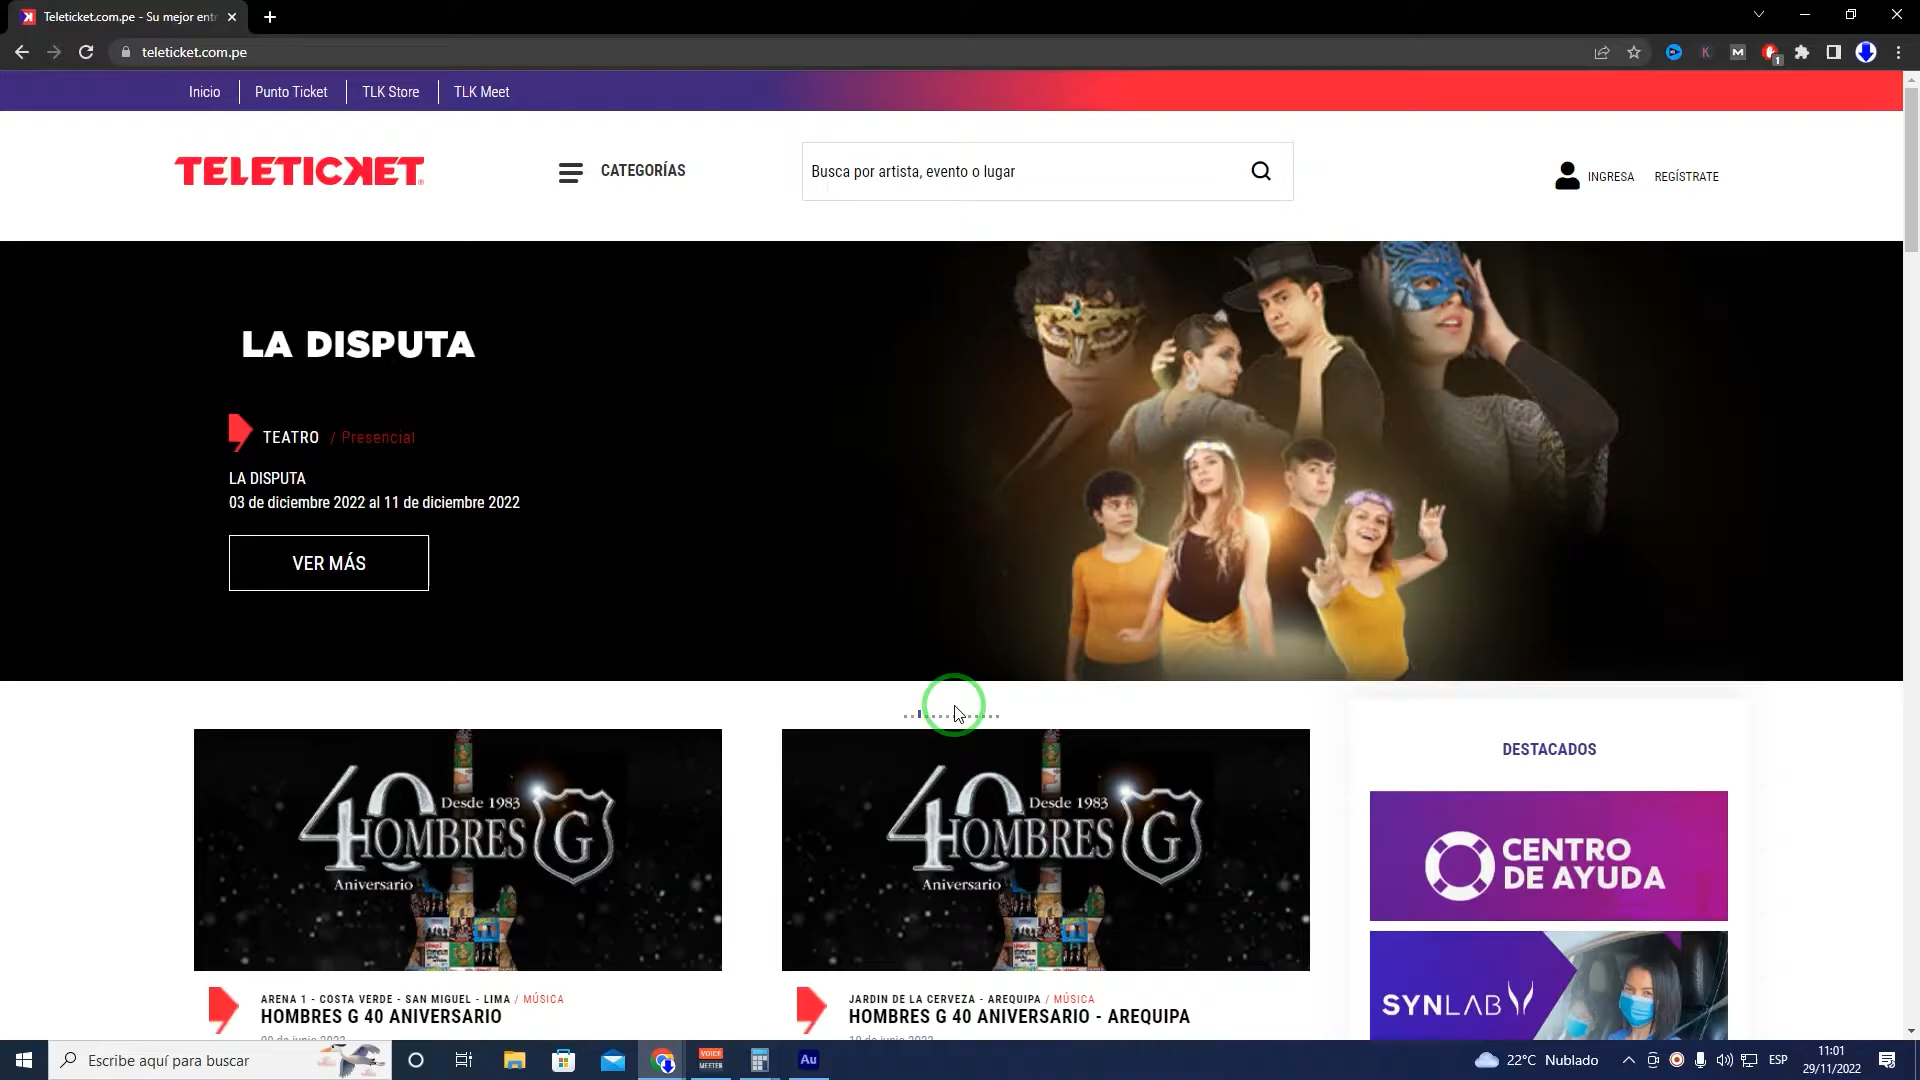 Teleticket.com.pe - Su mejor entr
teleticket.com.pe
K
M
1
Inicio
Punto Ticket
TLK Store
TLK Meet
TELETICKET
CATEGORÍAS
Busca por artista, evento o lugar
INGRESA
REGÍSTRATE
LA DISPUTA
TEATRO / Presencial
LA DISPUTA
03 de diciembre 2022 al 11 de diciembre 2022
VER MÁS
40 Desde 1983
HOMBRES G
Aniversario
ARENA 1 - COSTA VERDE - SAN MIGUEL - LIMA / MÚSICA
HOMBRES G 40 ANIVERSARIO
40 Desde 1983
HOMBRES G
Aniversario
JARDIN DE LA CERVEZA - AREQUIPA / MÚSICA
HOMBRES G 40 ANIVERSARIO - AREQUIPA
DESTACADOS
CENTRO
DE AYUDA
SYNLAB
Escribe aquí para buscar
VOICE
MEETER
Au
22°C Nublado
ESP
11:01
29/11/2022